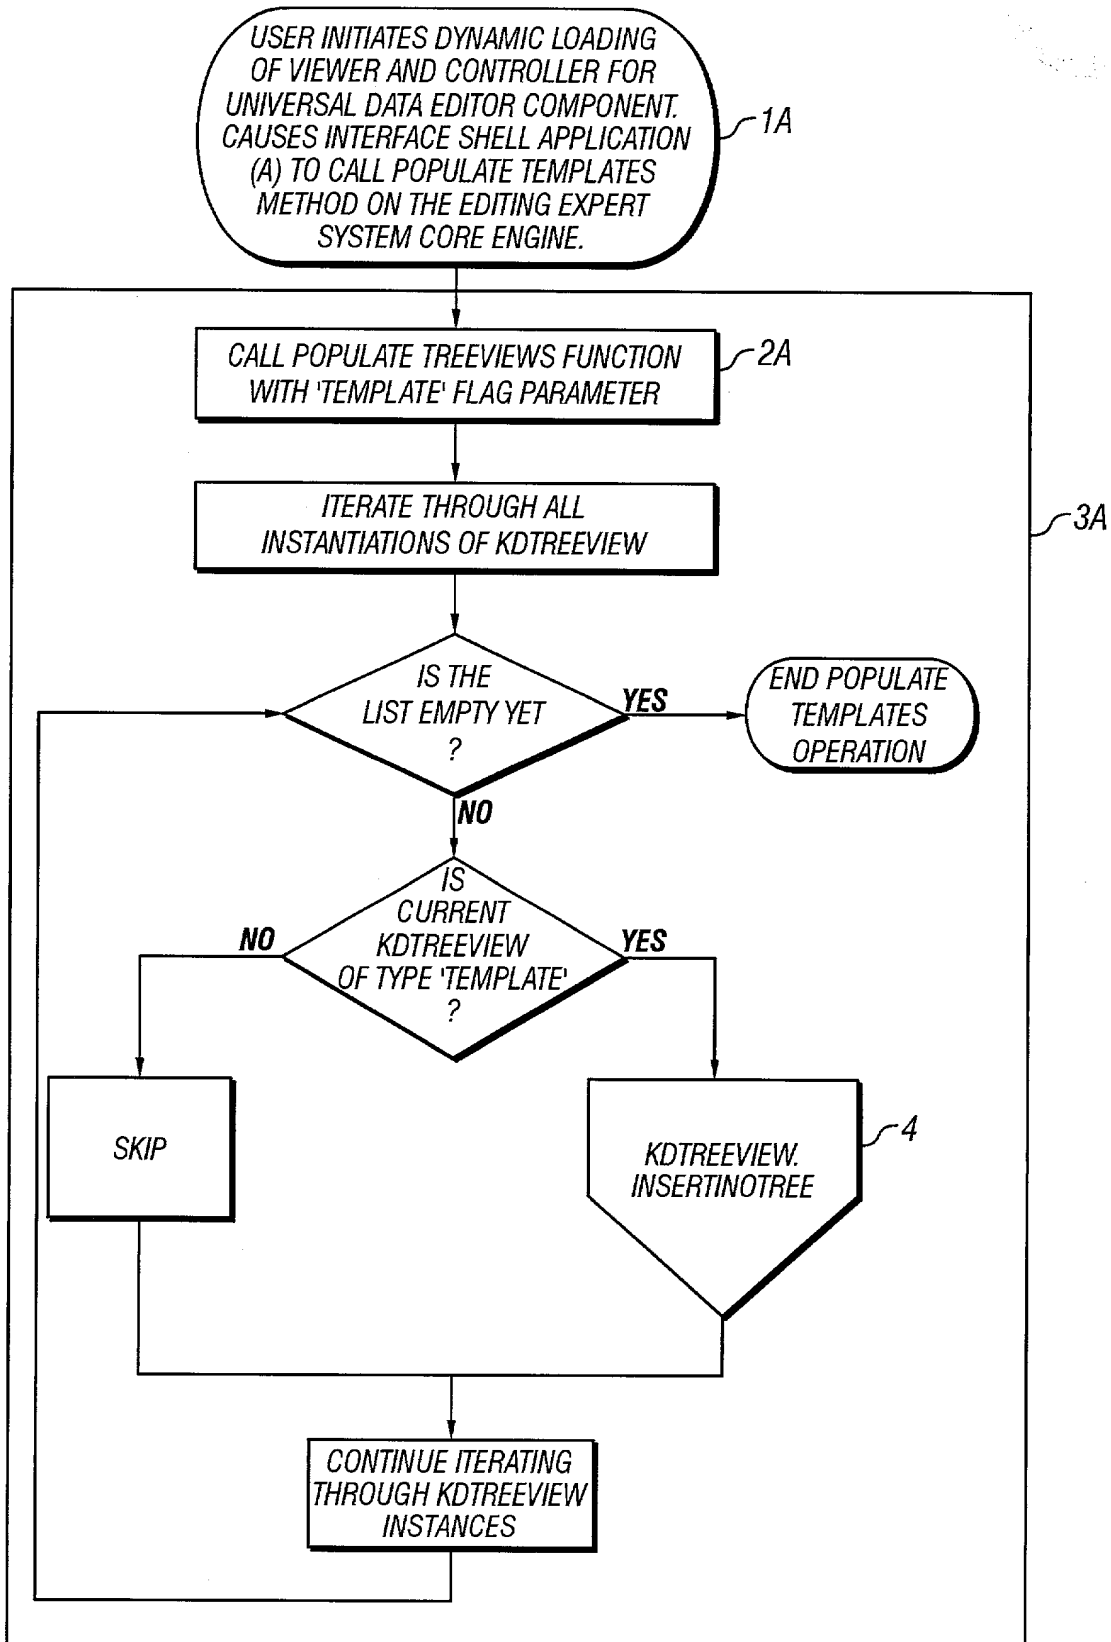 USER INITIATES DYNAMIC LOADING
OF VIEWER AND CONTROLLER FOR
UNIVERSAL DATA EDITOR COMPONENT.
CAUSES INTERFACE SHELL APPLICATION
(A) TO CALL POPULATE TEMPLATES
METHOD ON THE EDITING EXPERT
SYSTEM CORE ENGINE.
1A
CALL POPULATE TREEVIEWS FUNCTION
WITH 'TEMPLATE' FLAG PARAMETER
2A
ITERATE THROUGH ALL
INSTANTIATIONS OF KDTREEVIEW
3A
IS THE
LIST EMPTY YET
?
YES
END POPULATE
TEMPLATES
OPERATION
NO
IS
CURRENT
KDTREEVIEW
OF TYPE 'TEMPLATE'
?
NO
YES
SKIP
KDTREEVIEW.
INSERTINOTREE
4
CONTINUE ITERATING
THROUGH KDTREEVIEW
INSTANCES